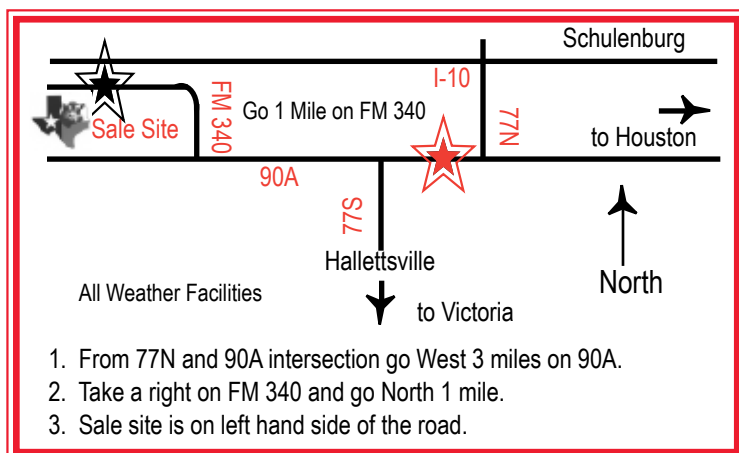 Schulenburg
I-10
FM 340
Go 1 Mile on FM 340
77N
Sale Site
to Houston
90A
77S
Hallettsville
North
All Weather Facilities
to Victoria
1. From 77N and 90A intersection go West 3 miles on 90A.
2. Take a right on FM 340 and go North 1 mile.
3. Sale site is on left hand side of the road.